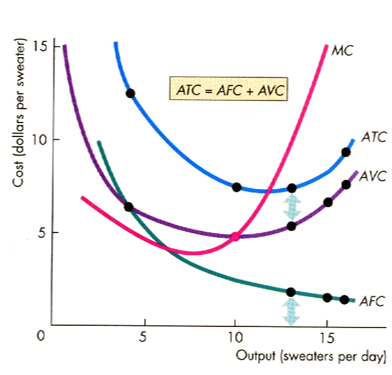 Cost (dollars per sweater)
15
10
5
0
5
10
15
Output (sweaters per day)
ATC = AFC + AVC
MC
ATC
AVC
AFC